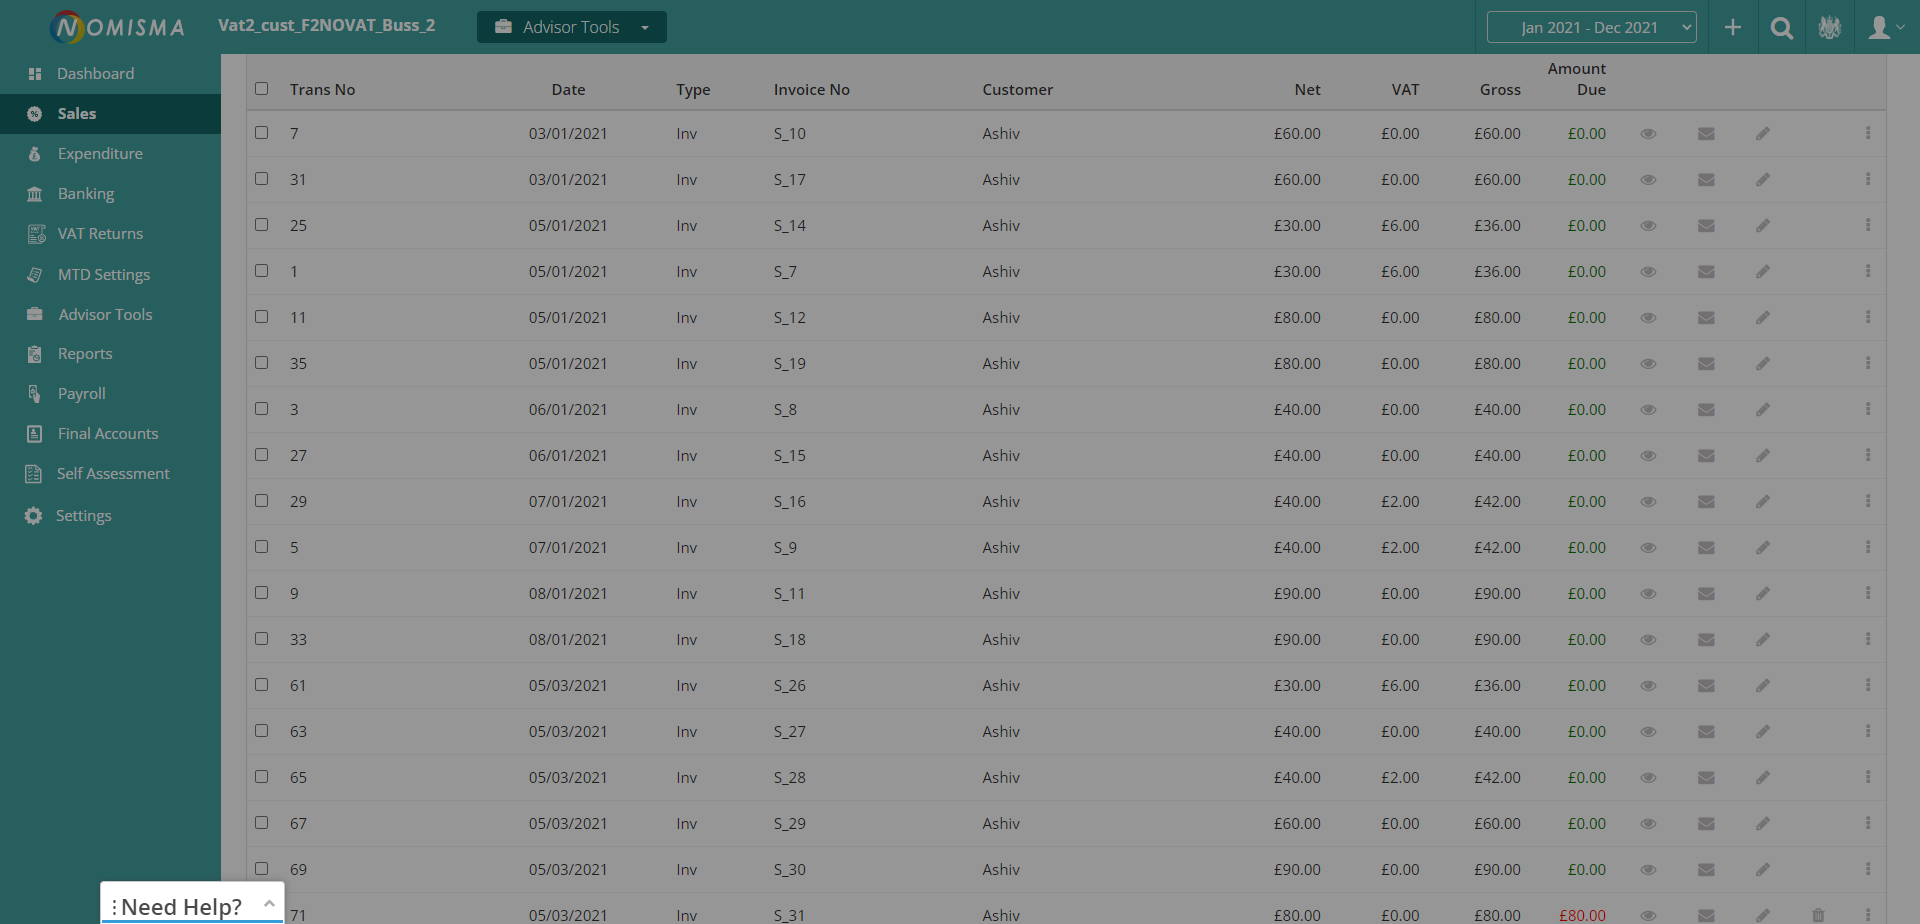 NOMISMA Vat2_cust_F2NOVAT_Buss_2 Advisor Tools Jan 2021 - Dec 2021
Dashboard
Sales
Expenditure
Banking
VAT Returns
MTD Settings
Advisor Tools
Reports
Payroll
Final Accounts
Self Assessment
Settings
Trans No Date Type Invoice No Customer Net VAT Gross Amount Due
7 03/01/2021 Inv S_10 Ashiv £60.00 £0.00 £60.00 £0.00
31 03/01/2021 Inv S_17 Ashiv £60.00 £0.00 £60.00 £0.00
25 05/01/2021 Inv S_14 Ashiv £30.00 £6.00 £36.00 £0.00
1 05/01/2021 Inv S_7 Ashiv £30.00 £6.00 £36.00 £0.00
11 05/01/2021 Inv S_12 Ashiv £80.00 £0.00 £80.00 £0.00
35 05/01/2021 Inv S_19 Ashiv £80.00 £0.00 £80.00 £0.00
3 06/01/2021 Inv S_8 Ashiv £40.00 £0.00 £40.00 £0.00
27 06/01/2021 Inv S_15 Ashiv £40.00 £0.00 £40.00 £0.00
29 07/01/2021 Inv S_16 Ashiv £40.00 £2.00 £42.00 £0.00
5 07/01/2021 Inv S_9 Ashiv £40.00 £2.00 £42.00 £0.00
9 08/01/2021 Inv S_11 Ashiv £90.00 £0.00 £90.00 £0.00
33 08/01/2021 Inv S_18 Ashiv £90.00 £0.00 £90.00 £0.00
61 05/03/2021 Inv S_26 Ashiv £30.00 £6.00 £36.00 £0.00
63 05/03/2021 Inv S_27 Ashiv £40.00 £0.00 £40.00 £0.00
65 05/03/2021 Inv S_28 Ashiv £40.00 £2.00 £42.00 £0.00
67 05/03/2021 Inv S_29 Ashiv £60.00 £0.00 £60.00 £0.00
69 05/03/2021 Inv S_30 Ashiv £90.00 £0.00 £90.00 £0.00
71 05/03/2021 Inv S_31 Ashiv £80.00 £0.00 £80.00 £80.00
Need Help?